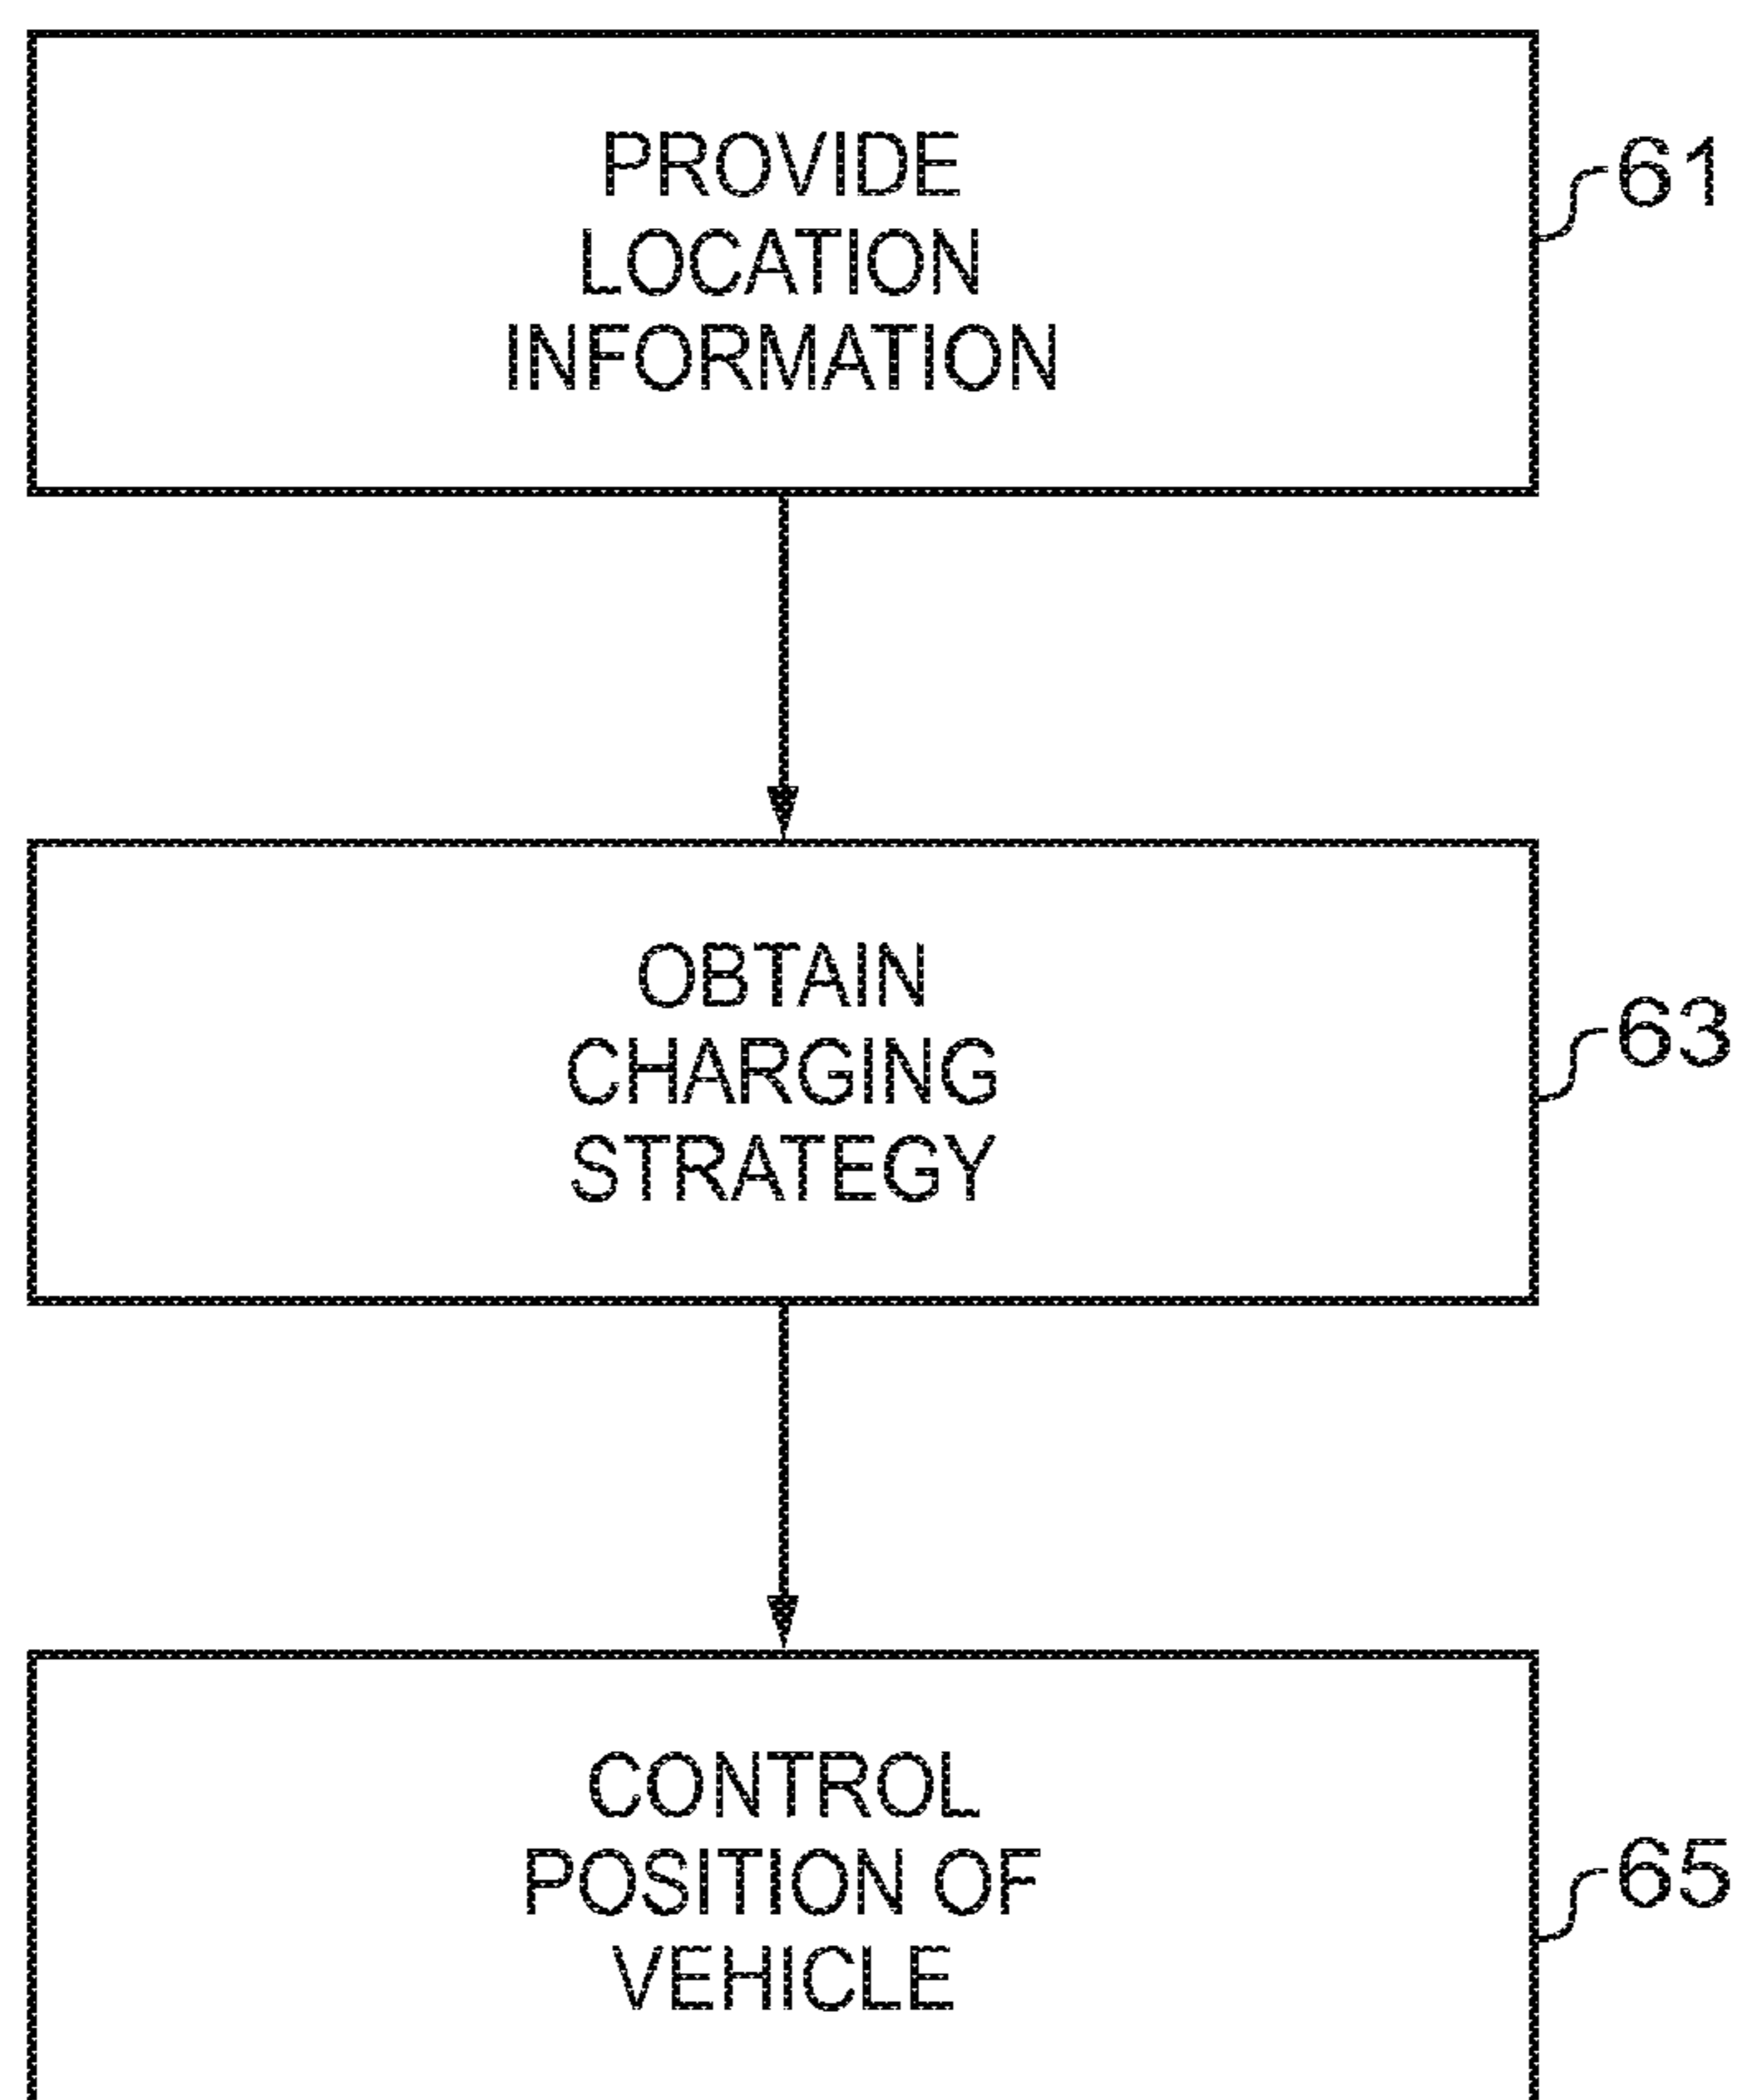 PROVIDE
LOCATION
INFORMATION
61
OBTAIN
CHARGING
STRATEGY
63
CONTROL
POSITION OF
VEHICLE
65